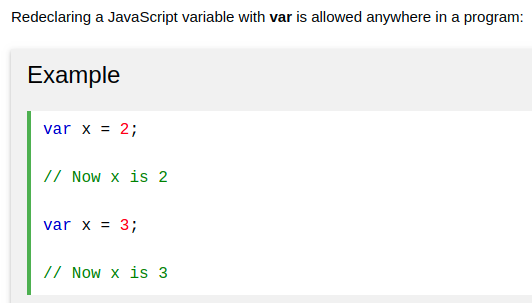 Redeclaring a JavaScript variable with var is allowed anywhere in a program:
Example
var x = 2;
// Now x is 2
var x = 3;
// Now x is 3